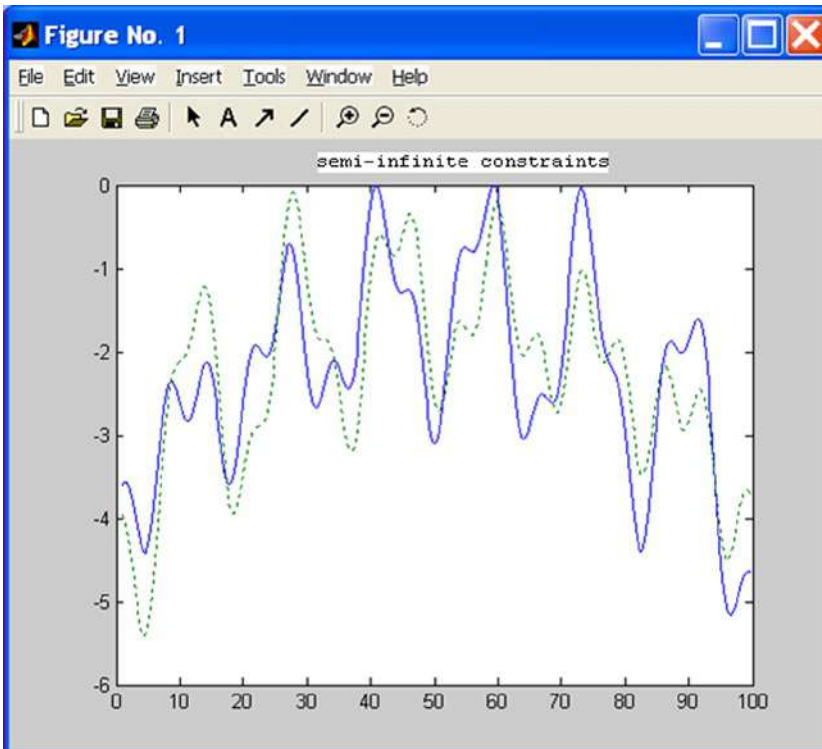 Figure No. 1
File Edit View Insert Tools Window Help
A
semi-infinite constraints
0
-1
-2
-3
-4
-5
-6
0 10 20 30 40 50 60 70 80 90 100